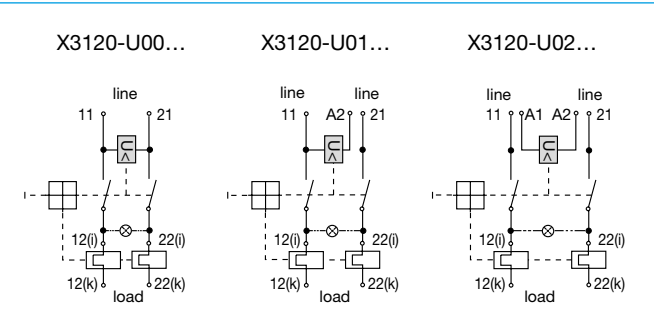 X3120-U00... X3120-U01... X3120-U02...
line line line line line
11 21 11 A2 21 11 A1 A2 21
U< U< U<
12(i) 22(i) 12(i) 22(i) 12(i) 22(i)
12(k) 22(k) 12(k) 22(k) 12(k) 22(k)
load load load